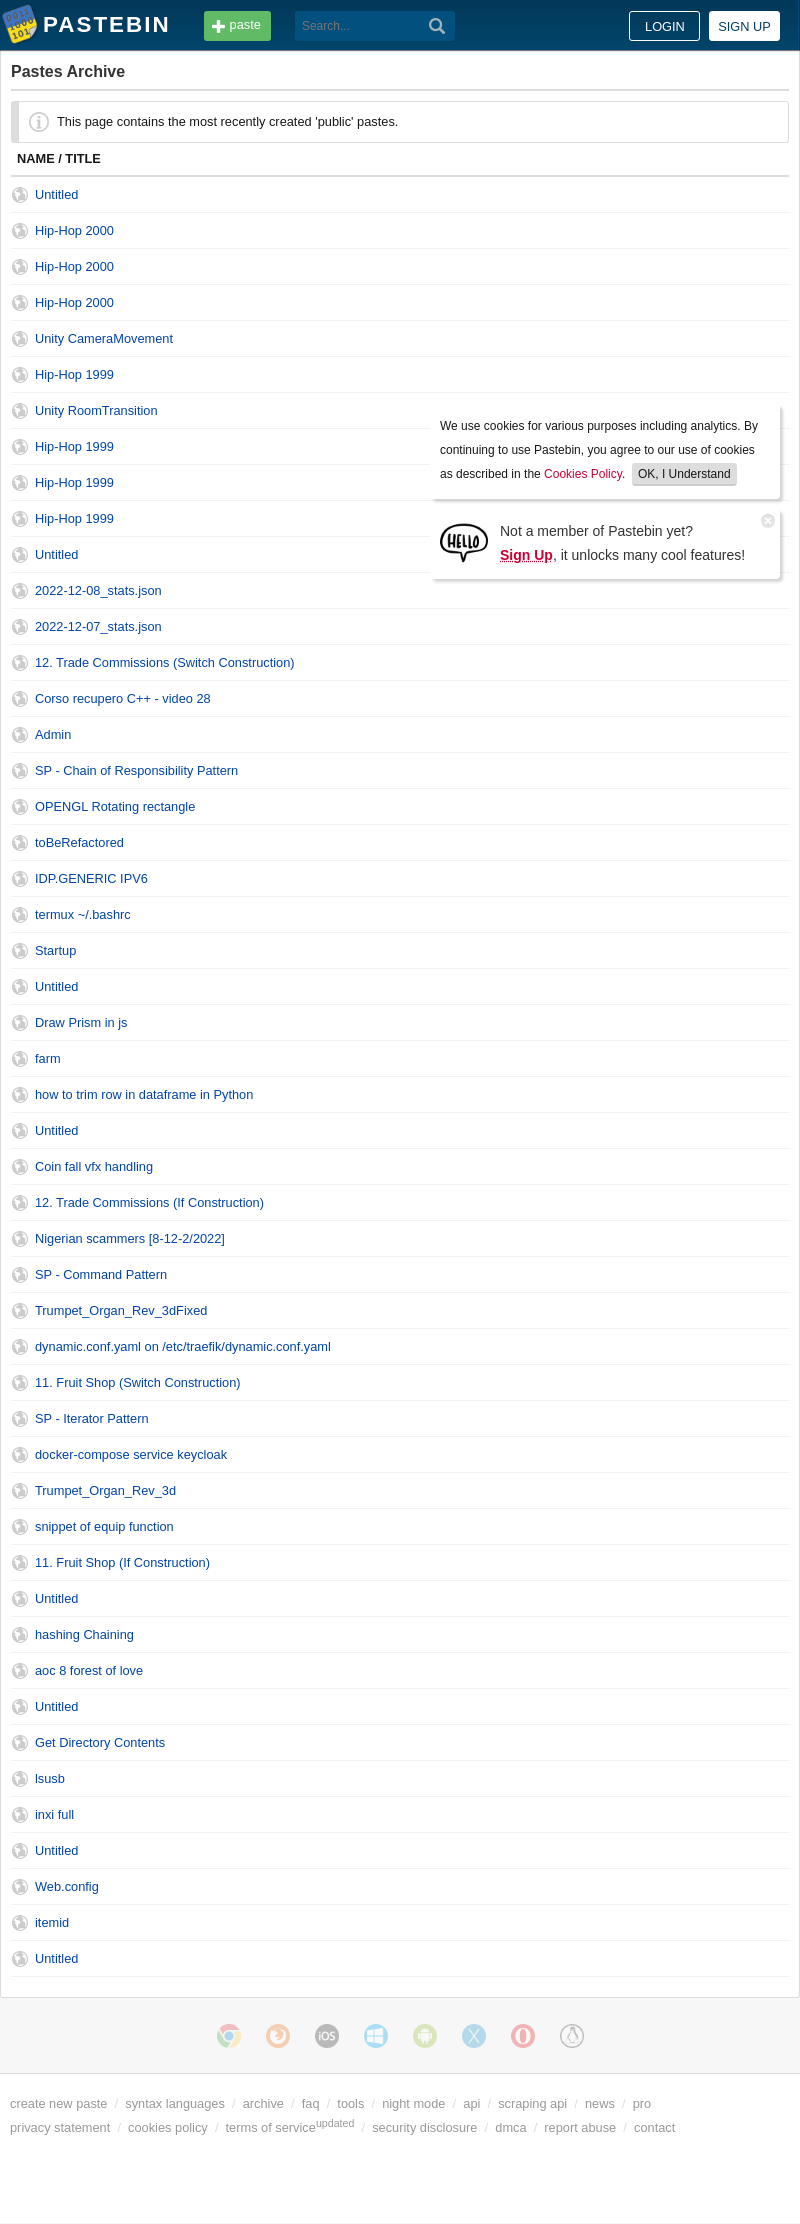 PASTEBIN paste Search... LOGIN SIGN UP
Pastes Archive
This page contains the most recently created 'public' pastes.
NAME / TITLE
Untitled
Hip-Hop 2000
Hip-Hop 2000
Hip-Hop 2000
Unity CameraMovement
Hip-Hop 1999
Unity RoomTransition
Hip-Hop 1999
Hip-Hop 1999
Hip-Hop 1999
Untitled
We use cookies for various purposes including analytics. By
continuing to use Pastebin, you agree to our use of cookies
as described in the Cookies Policy. OK, I Understand
HELLO
Not a member of Pastebin yet?
Sign Up, it unlocks many cool features!
2022-12-08_stats.json
2022-12-07_stats.json
12. Trade Commissions (Switch Construction)
Corso recupero C++ - video 28
Admin
SP - Chain of Responsibility Pattern
OPENGL Rotating rectangle
toBeRefactored
IDP.GENERIC IPV6
termux ~/.bashrc
Startup
Untitled
Draw Prism in js
farm
how to trim row in dataframe in Python
Untitled
Coin fall vfx handling
12. Trade Commissions (If Construction)
Nigerian scammers [8-12-2/2022]
SP - Command Pattern
Trumpet_Organ_Rev_3dFixed
dynamic.conf.yaml on /etc/traefik/dynamic.conf.yaml
11. Fruit Shop (Switch Construction)
SP - Iterator Pattern
docker-compose service keycloak
Trumpet_Organ_Rev_3d
snippet of equip function
11. Fruit Shop (If Construction)
Untitled
hashing Chaining
aoc 8 forest of love
Untitled
Get Directory Contents
lsusb
inxi full
Untitled
Web.config
itemid
Untitled
iOS
create new paste / syntax languages / archive / faq / tools / night mode / api / scraping api / news / pro
privacy statement / cookies policy / terms of service updated / security disclosure / dmca / report abuse / contact